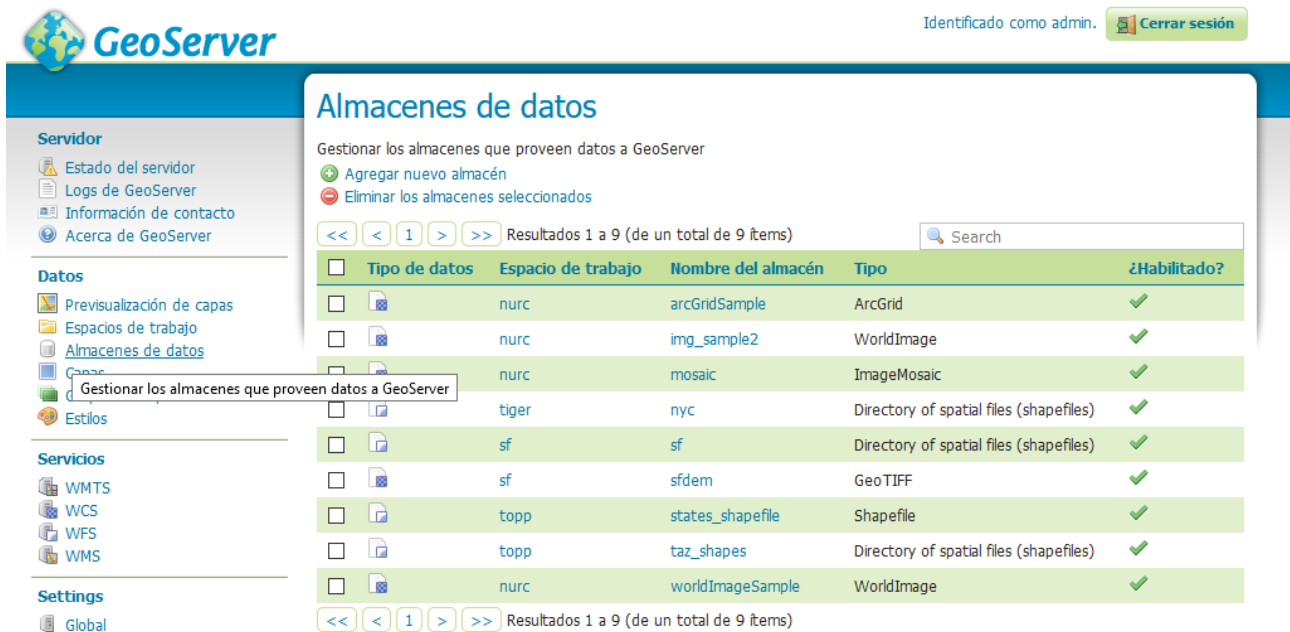 GeoServer
Identificado como admin.
Cerrar sesión
Servidor
Estado del servidor
Logs de GeoServer
Información de contacto
Acerca de GeoServer
Datos
Previsualización de capas
Espacios de trabajo
Almacenes de datos
Capas
Gestionar los almacenes que proveen datos a GeoServer
Estilos
Servicios
WMTS
WCS
WFS
WMS
Settings
Global
Almacenes de datos
Gestionar los almacenes que proveen datos a GeoServer
Agregar nuevo almacén
Eliminar los almacenes seleccionados
<< < 1 > >> Resultados 1 a 9 (de un total de 9 ítems)
Search
Tipo de datos Espacio de trabajo Nombre del almacén Tipo ¿Habilitado?
nurc arcGridSample ArcGrid
nurc img_sample2 WorldImage
nurc mosaic ImageMosaic
tiger nyc Directory of spatial files (shapefiles)
sf sf Directory of spatial files (shapefiles)
sf sfdem GeoTIFF
topp states_shapefile Shapefile
topp taz_shapes Directory of spatial files (shapefiles)
nurc worldImageSample WorldImage
<< < 1 > >> Resultados 1 a 9 (de un total de 9 ítems)